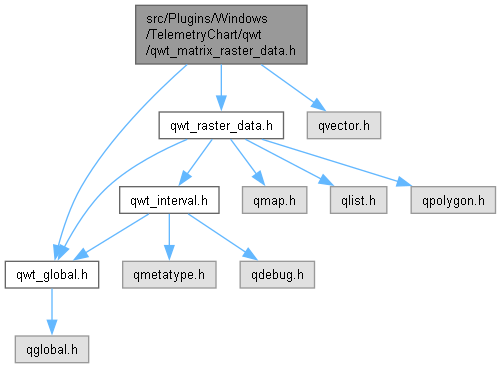 src/Plugins/Windows
/TelemetryChart/qwt
/qwt_matrix_raster_data.h
qwt_raster_data.h
qvector.h
qwt_interval.h
qmap.h
qlist.h
qpolygon.h
qwt_global.h
qmetatype.h
qdebug.h
qglobal.h